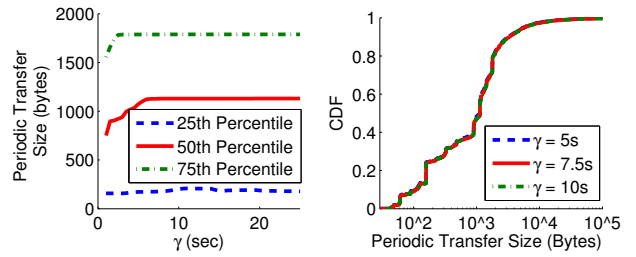 Periodic Transfer
Size (bytes)
2000
1500
1000
500
0
0
10
20
γ (sec)
25th Percentile
50th Percentile
75th Percentile
CDF
1
0.8
0.6
0.4
0.2
0
10^2
10^3
10^4
10^5
Periodic Transfer Size (Bytes)
γ = 5s
γ = 7.5s
γ = 10s